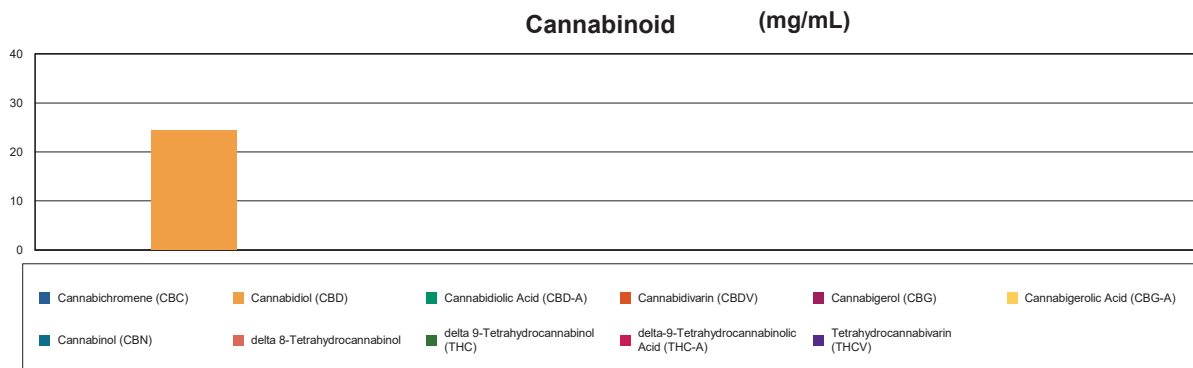 Cannabinoid (mg/mL)
40
30
20
10
0
Cannabichromene (CBC) Cannabidiol (CBD) Cannabidiolic Acid (CBD-A) Cannabidivarin (CBDV) Cannabigerol (CBG) Cannabigerolic Acid (CBG-A)
Cannabinol (CBN) delta 8-Tetrahydrocannabinol delta 9-Tetrahydrocannabinol (THC) delta-9-Tetrahydrocannabinolic Acid (THC-A) Tetrahydrocannabivarin (THCV)